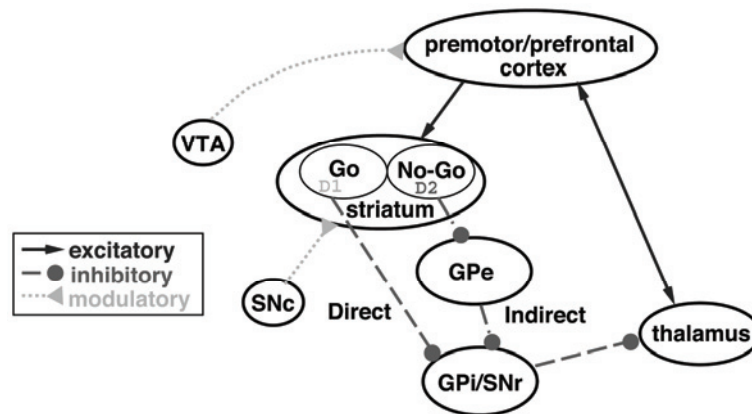 premotor/prefrontal
cortex
VTA
Go
No-Go
D1
D2
striatum
excitatory
inhibitory
modulatory
SNc
GPe
Direct
Indirect
thalamus
GPi/SNr